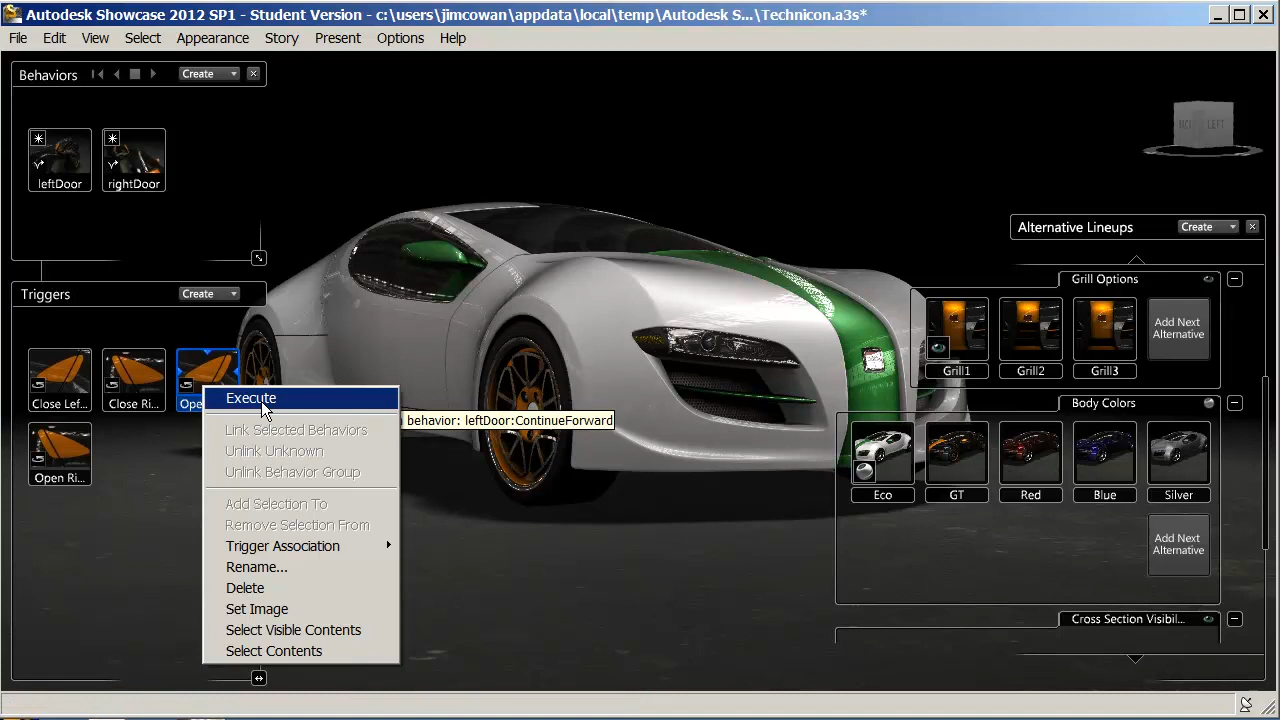 Autodesk Showcase 2012 SP1 - Student Version - c:\users\jimcowan\appdata\local\temp\Autodesk S...\Technicon.a3s*
File Edit View Select Appearance Story Present Options Help
Behaviors Create
leftDoor rightDoor
LEFT
Alternative Lineups Create
Grill Options
Grill1 Grill2 Grill3 Add Next
Alternative
Triggers Create
Close Lef... Close Ri... Ope
Open Ri...
Execute
behavior: leftDoor:ContinueForward
Link Selected Behaviors
Unlink Unknown
Unlink Behavior Group
Add Selection To
Remove Selection From
Trigger Association
Rename...
Delete
Set Image
Select Visible Contents
Select Contents
Body Colors
Eco GT Red Blue Silver
Add Next
Alternative
Cross Section Visibil...